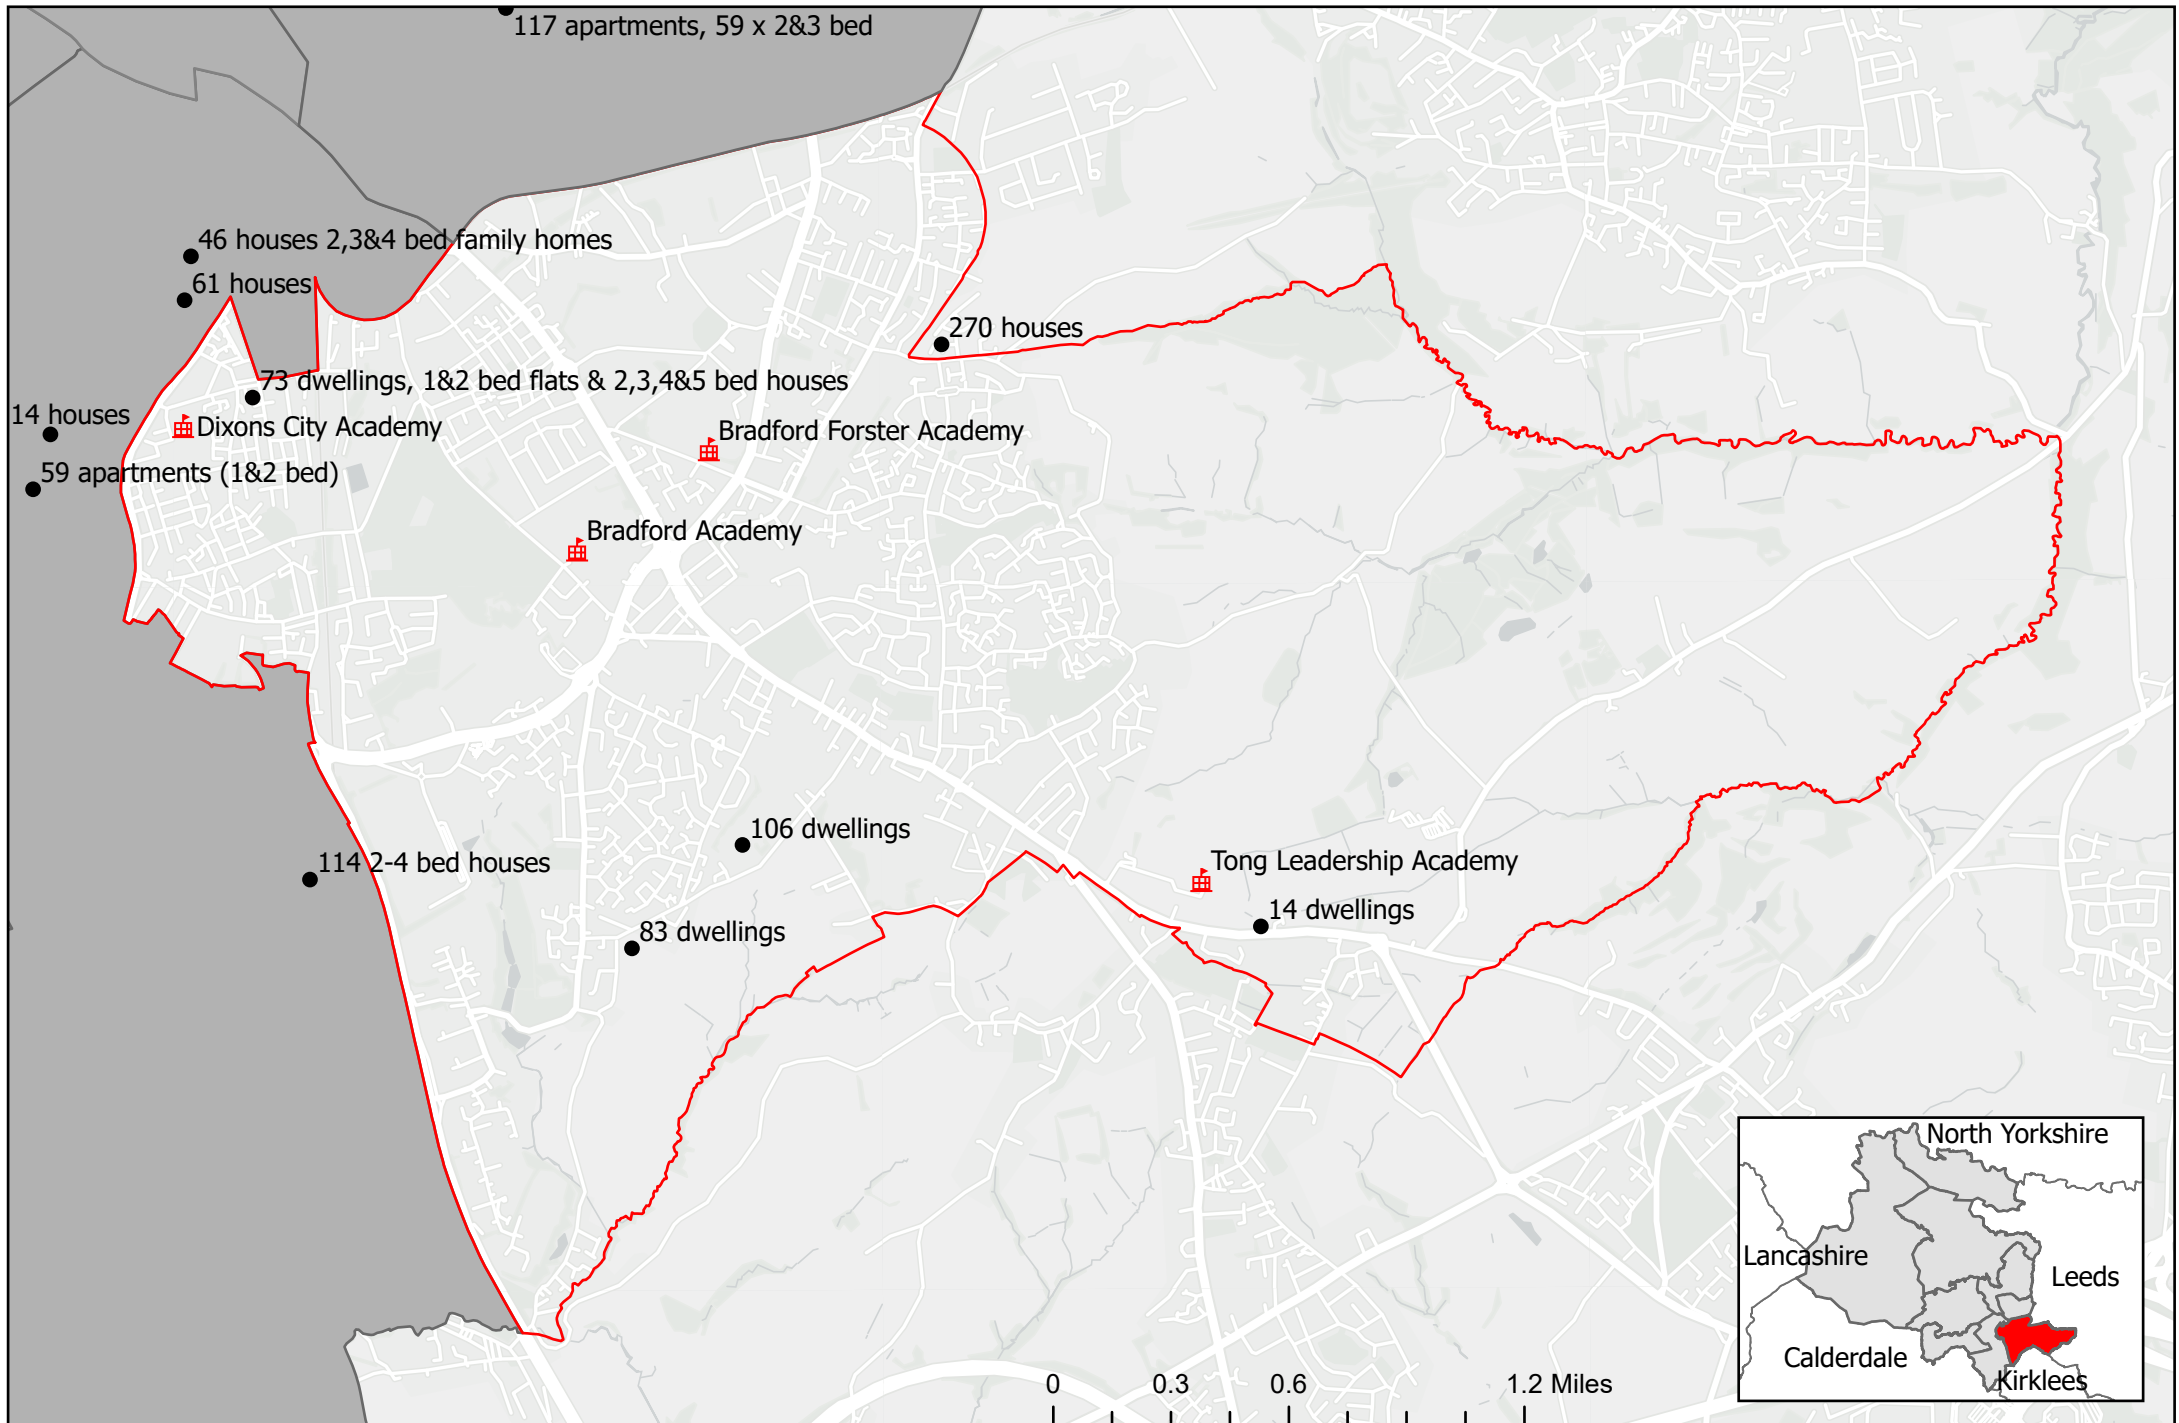 117 apartments, 59 x 2&3 bed
46 houses 2,3&4 bed family homes
61 houses
270 houses
73 dwellings, 1&2 bed flats & 2,3,4&5 bed houses
14 houses
Dixons City Academy
Bradford Forster Academy
59 apartments (1&2 bed)
Bradford Academy
106 dwellings
114 2-4 bed houses
Tong Leadership Academy
14 dwellings
83 dwellings
North Yorkshire
Lancashire
Leeds
Calderdale
Kirklees
0 0.3 0.6 1.2 Miles